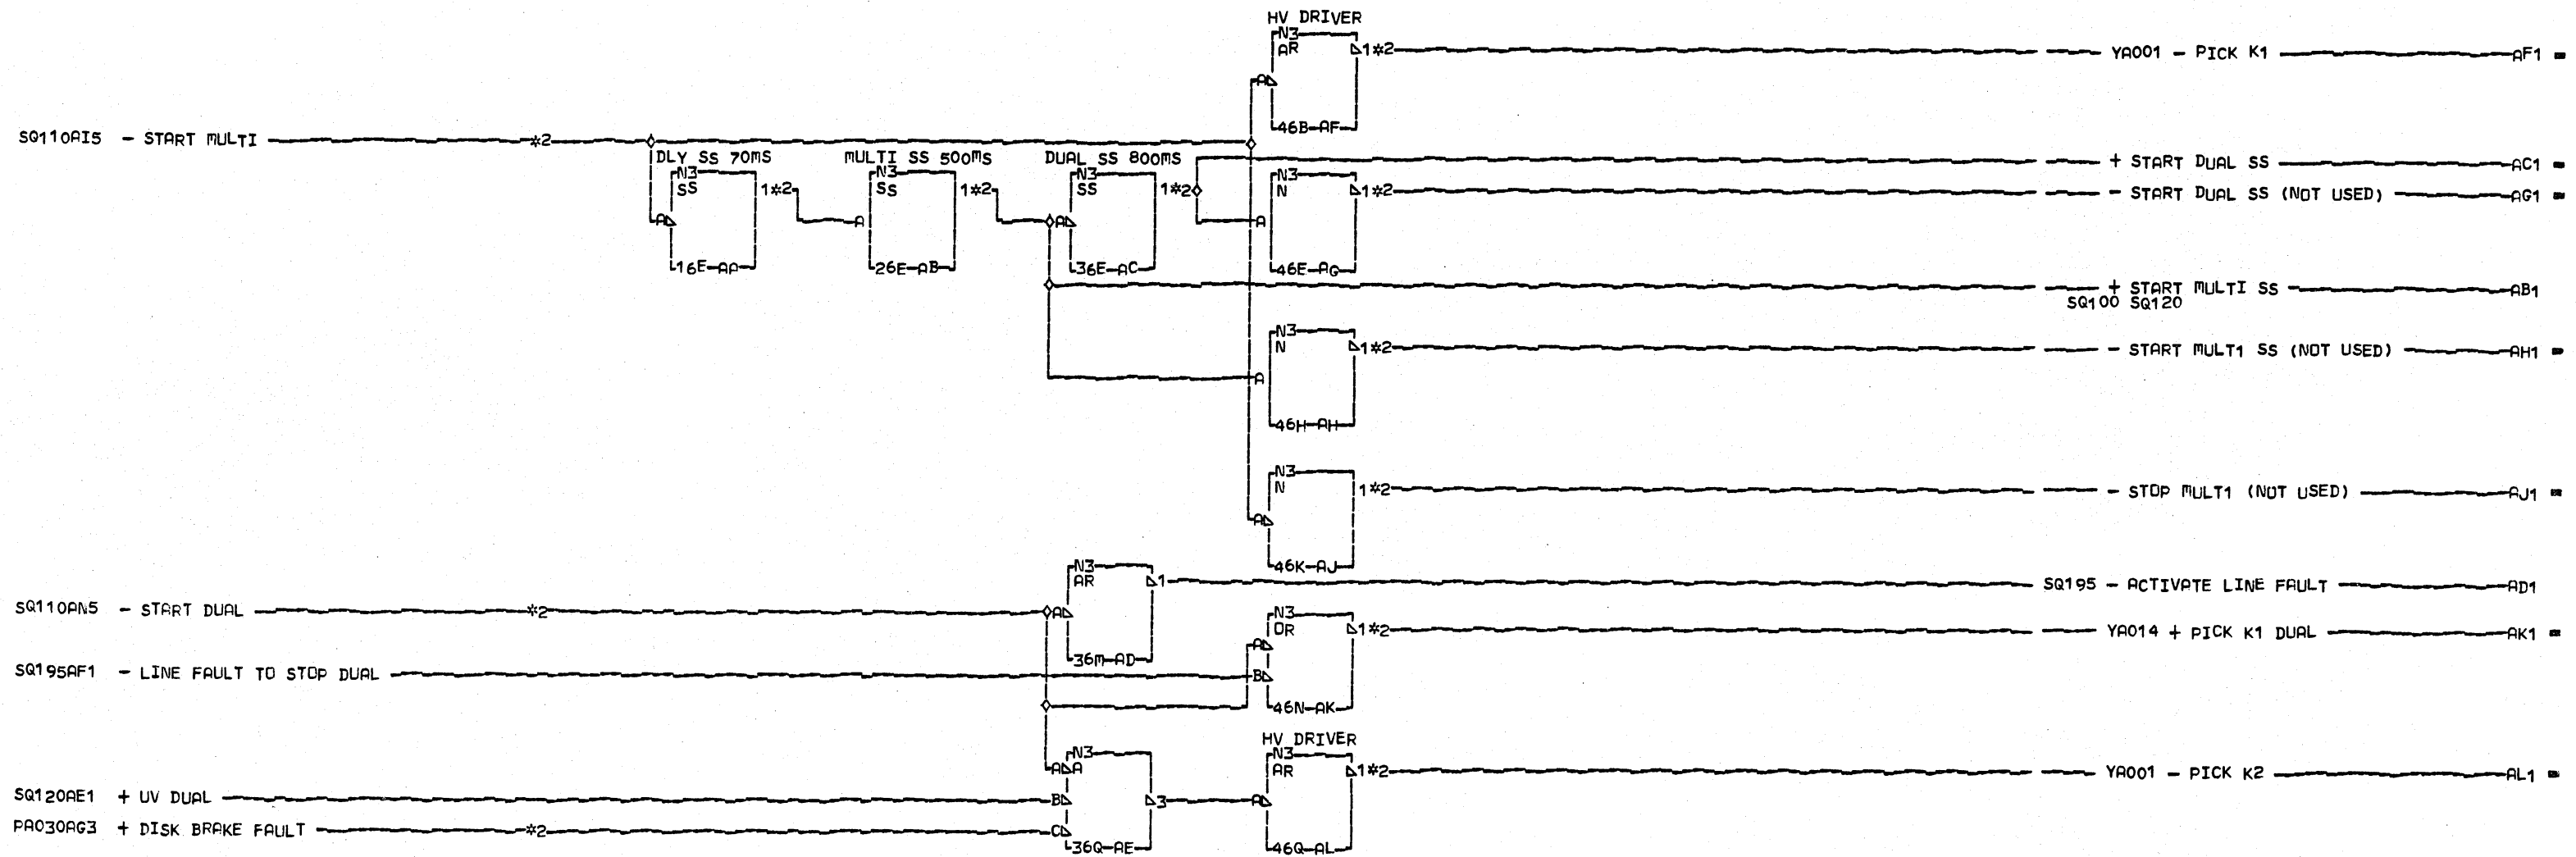 HV DRIVER
N3
AR 1*2 YA001 - PICK K1 AF1
A
46B-AF
SQ110AI5 - START MULTI *2
DLY SS 70MS MULTI SS 500MS DUAL SS 800MS
+ START DUAL SS AC1
N3 N3 N3 N3
SS 1*2 SS 1*2 SS 1*2 N 1*2 - START DUAL SS (NOT USED) AG1
A A A A
16E-AA 26E-AB 36E-AC 46E-AG
+ START MULTI SS AB1
SQ100 SQ120
N3
N 1*2 - START MULT1 SS (NOT USED) AH1
A
46H-AH
N3
N 1*2 - STOP MULT1 (NOT USED) AJ1
A
46K-AJ
N3
AR 1 SQ195 - ACTIVATE LINE FAULT AD1
SQ110AN5 - START DUAL *2 A
N3
OR 1*2 YA014 + PICK K1 DUAL AK1
A
36M-AD
SQ195AF1 - LINE FAULT TO STOP DUAL B
46N-AK
HV DRIVER
N3 N3
A A AR 1*2 YA001 - PICK K2 AL1
SQ120AE1 + UV DUAL B 3 A
PA030AG3 + DISK BRAKE FAULT *2 C
36Q-AE 46Q-AL